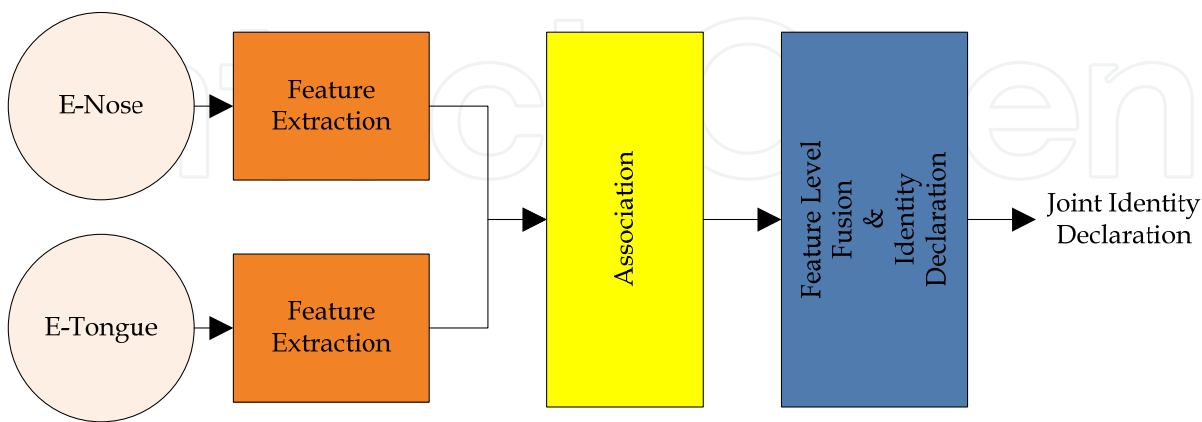 E-Nose
Feature
Extraction
E-Tongue
Feature
Extraction
Association
Feature Level
Fusion
&
Identity
Declaration
Joint Identity
Declaration